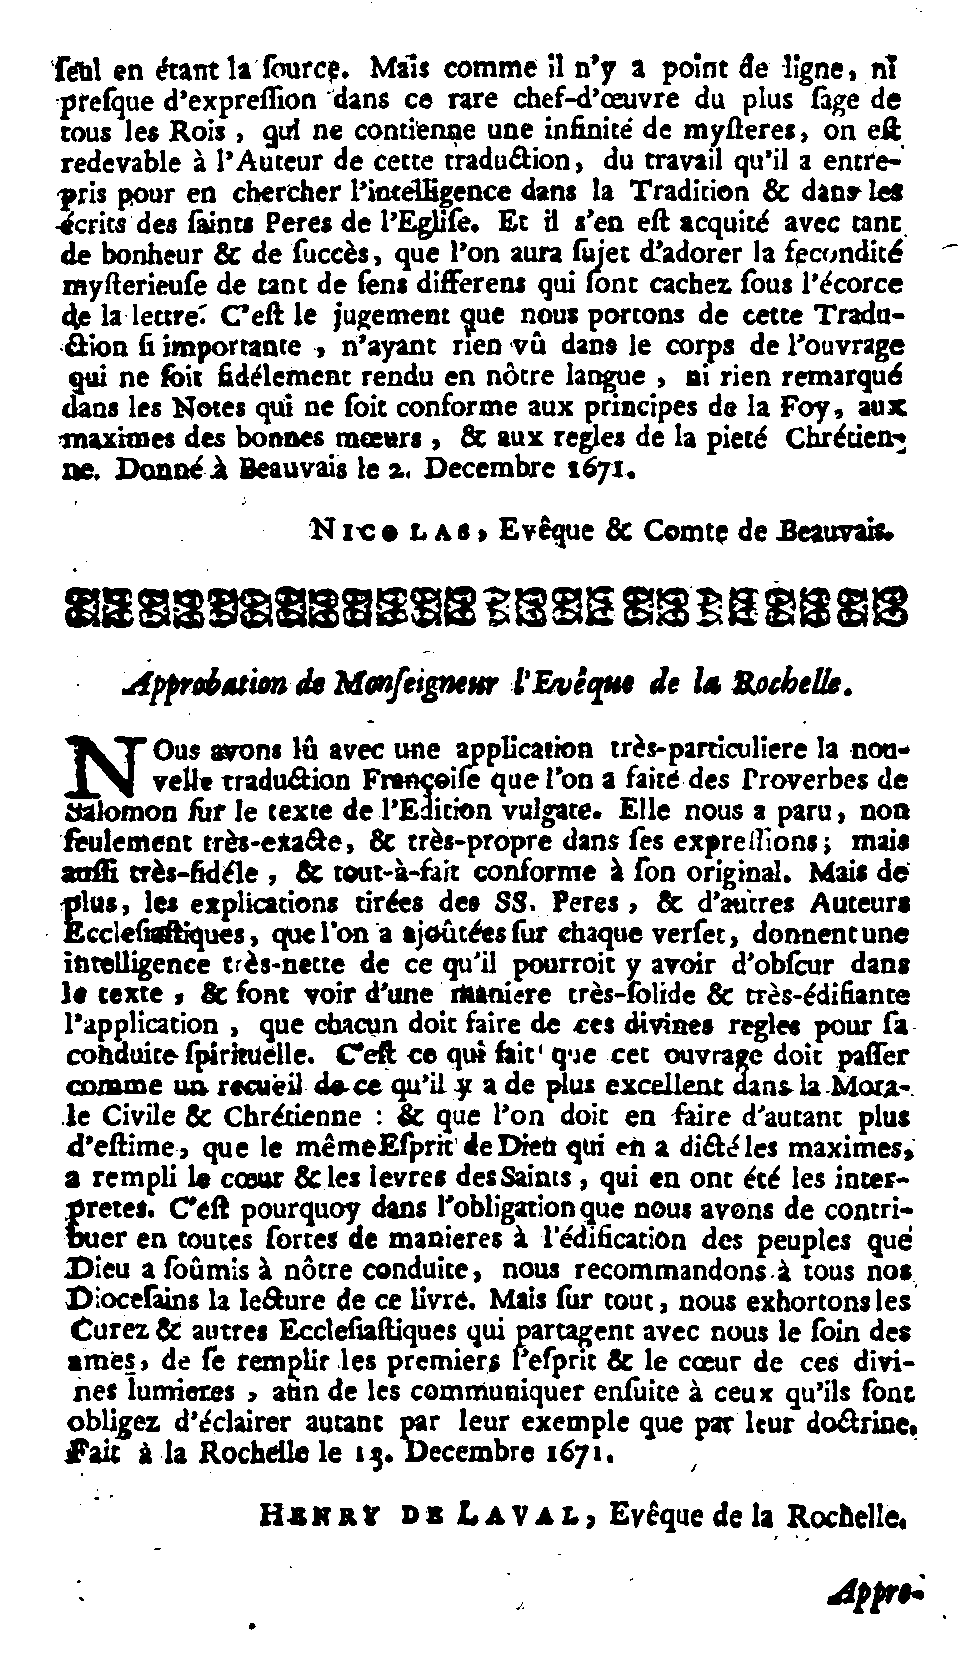 ſeul en étant la ſource. Mais comme il n'y a point de ligne, ni
preſque d'expreſſion dans ce rare chef-d'œuvre du plus ſage de
tous les Rois, qui ne contienne une infinité de myſteres, on eſt
redevable à l'Auteur de cette traduction, du travail qu'il a entre-
pris pour en chercher l'intelligence dans la Tradition & dans les
écrits des ſaints Peres de l'Egliſe. Et il s'en eſt acquité avec tant
de bonheur & de ſuccès, que l'on aura ſujet d'adorer la fecondité
myſterieuſe de tant de ſens differens qui ſont cachez ſous l'écorce
de la lettre. C'eſt le jugement que nous portons de cette Tradu-
ction ſi importante, n'ayant rien vû dans le corps de l'ouvrage
qui ne ſoit fidélement rendu en nôtre langue, ni rien remarqué
dans les Notes qui ne ſoit conforme aux principes de la Foy, aux
maximes des bonnes mœurs, & aux regles de la pieté Chrétien-
ne. Donné à Beauvais le 2. Decembre 1671.
NICOLAS, Evêque & Comte de Beauvais.
Approbation de Monſeigneur l'Evêque de la Rochelle.
NOus avons lû avec une application très-particuliere la nou-
velle traduction Françoiſe que l'on a faite des Proverbes de
Salomon ſur le texte de l'Edition vulgate. Elle nous a paru, non
ſeulement très-exacte, & très-propre dans ſes expreſſions; mais
auſſi très-fidéle, & tout-à-fait conforme à ſon original. Mais de
plus, les explications tirées des SS. Peres, & d'autres Auteurs
Eccleſiaſtiques, que l'on a ajoûtées ſur chaque verſet, donnent une
intelligence très-nette de ce qu'il pourroit y avoir d'obſcur dans
le texte, & font voir d'une maniere très-ſolide & très-édifiante
l'application, que chacun doit faire de ces divines regles pour ſa
conduite ſpirituelle. C'eſt ce qui fait que cet ouvrage doit paſſer
comme un recueil de ce qu'il y a de plus excellent dans la Mora-
le Civile & Chrétienne : & que l'on doit en faire d'autant plus
d'eſtime, que le même Eſprit de Dieu qui en a dicté les maximes,
a rempli le cœur & les levres des Saints, qui en ont été les inter-
pretes. C'eſt pourquoy dans l'obligation que nous avons de contri-
buer en toutes ſortes de manieres à l'édification des peuples que
Dieu a ſoûmis à nôtre conduite, nous recommandons à tous nos
Dioceſains la lecture de ce livre. Mais ſur tout, nous exhortons les
Curez & autres Eccleſiaſtiques qui partagent avec nous le ſoin des
ames, de ſe remplir les premiers l'eſprit & le cœur de ces divi-
nes lumieres, afin de les communiquer enſuite à ceux qu'ils ſont
obligez d'éclairer autant par leur exemple que par leur doctrine.
Fait à la Rochelle le 13. Decembre 1671.
HENRY DE LAVAL, Evêque de la Rochelle.
Appro-